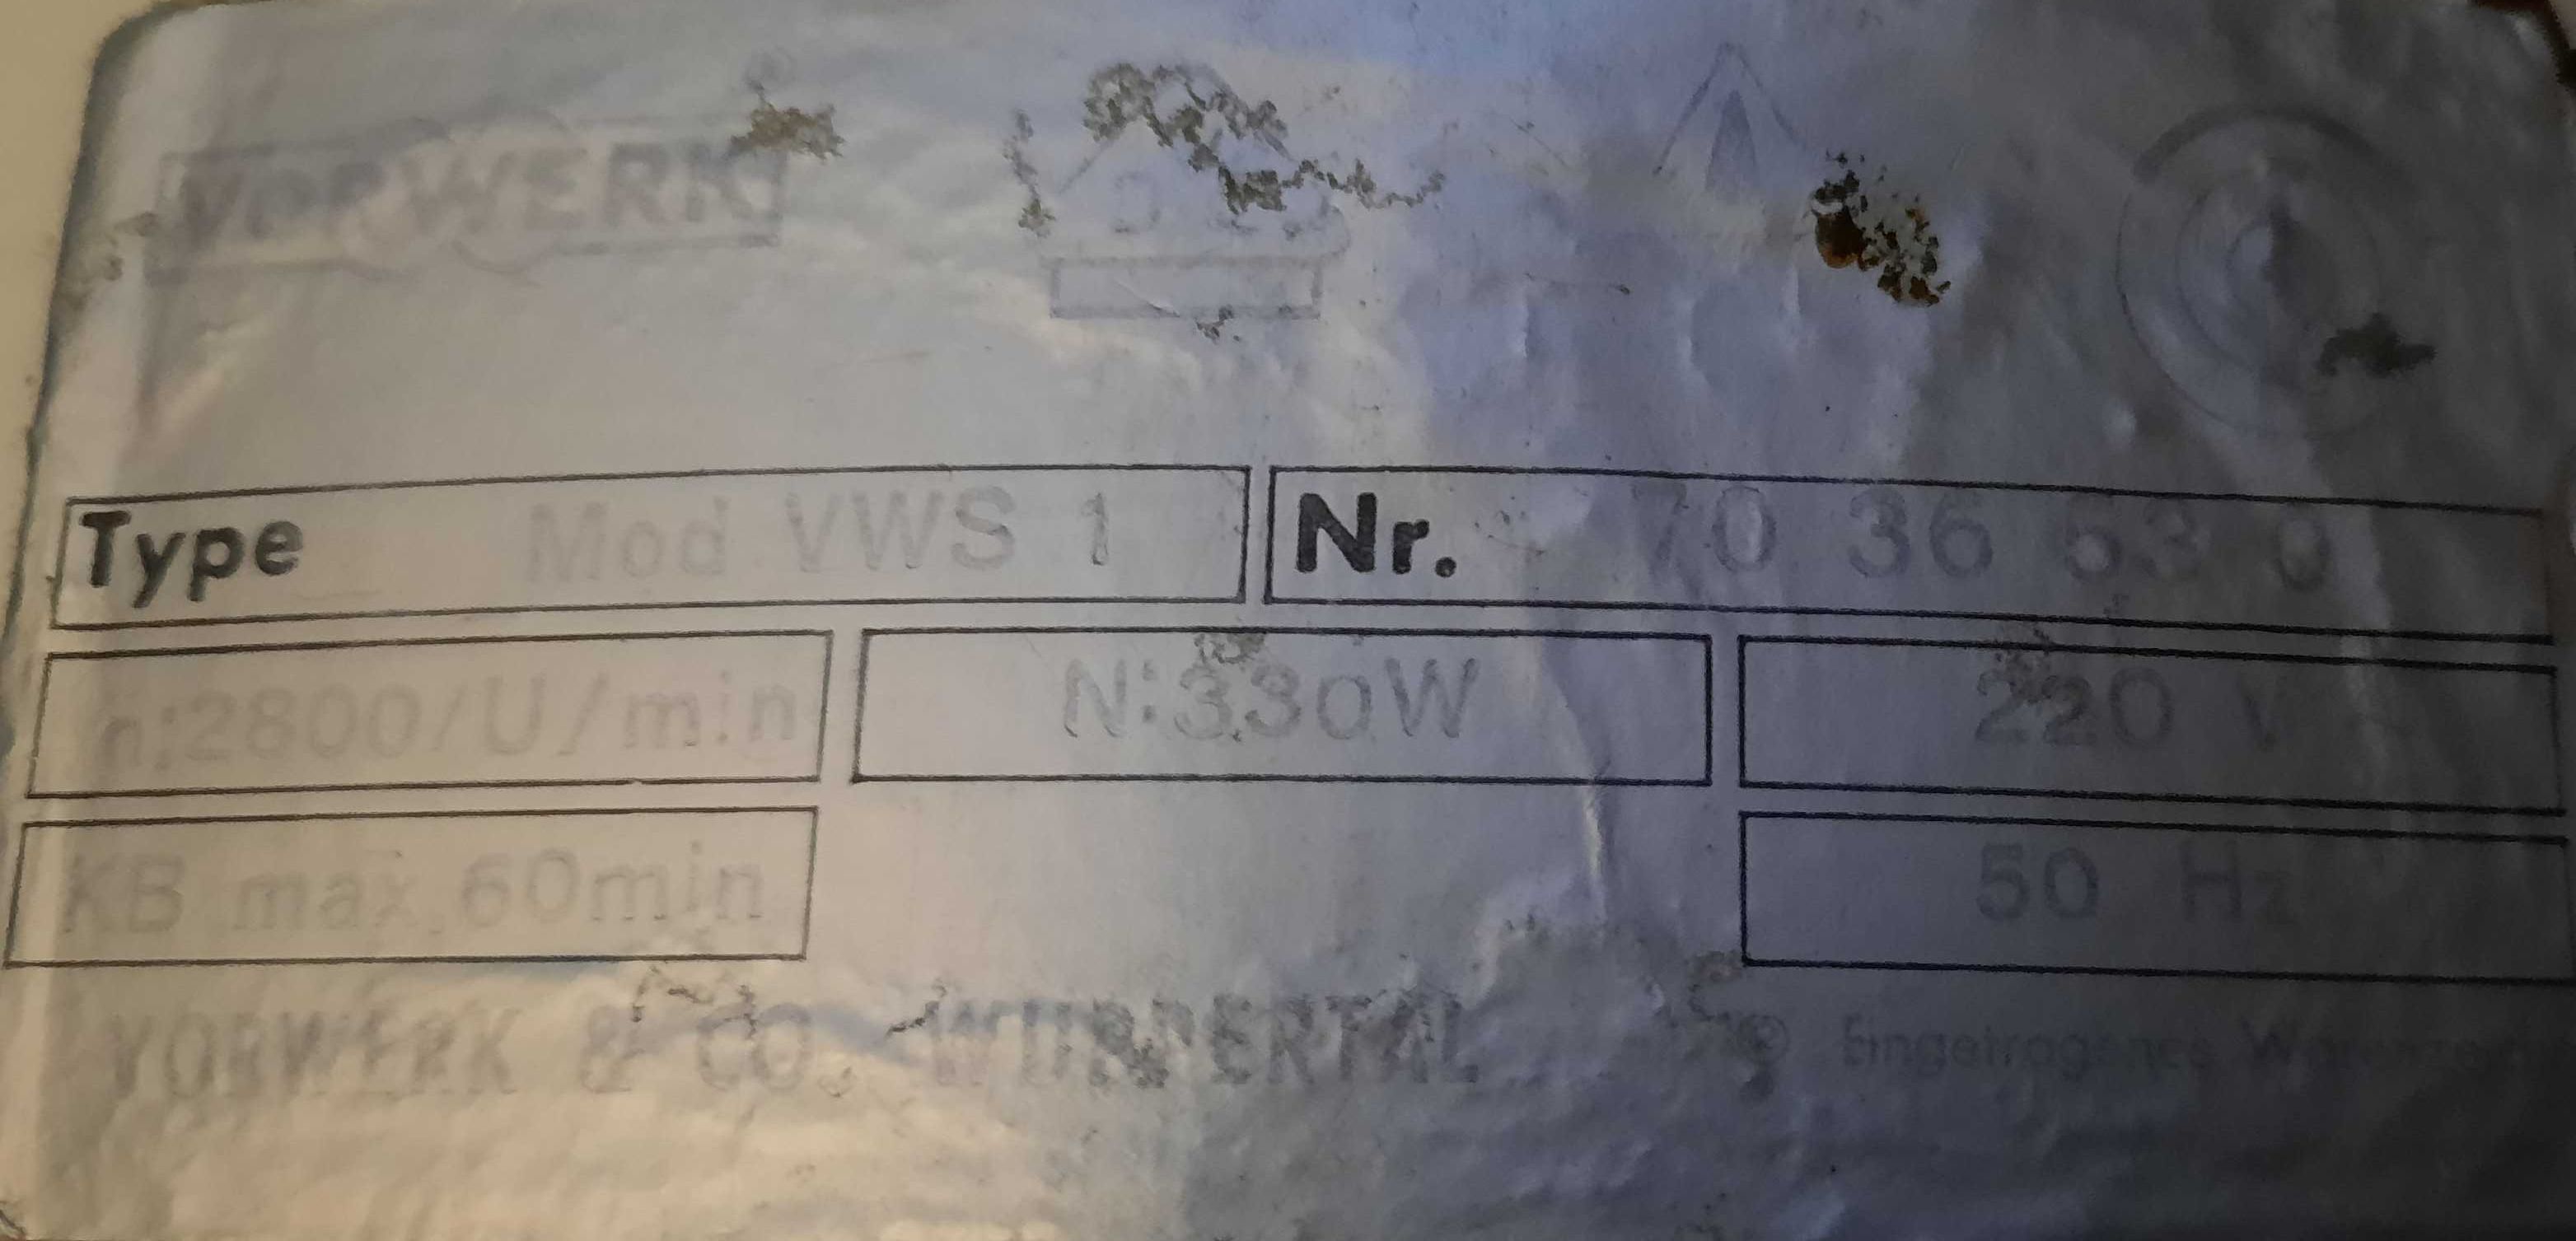 VORWERK
Type Mod VWS 1 Nr. 70 36 53 0
n:2800/U/min N:330W 220 V
KB max.60min 50 Hz
VORWERK & CO. WUPPERTAL ® Eingetragenes